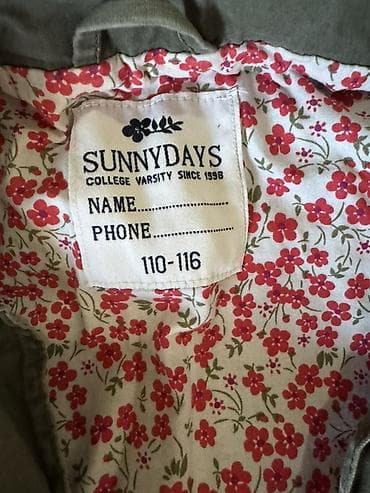 SUNNYDAYS
COLLEGE VARSITY SINCE 1998
NAME....................
PHONE.................
110-116